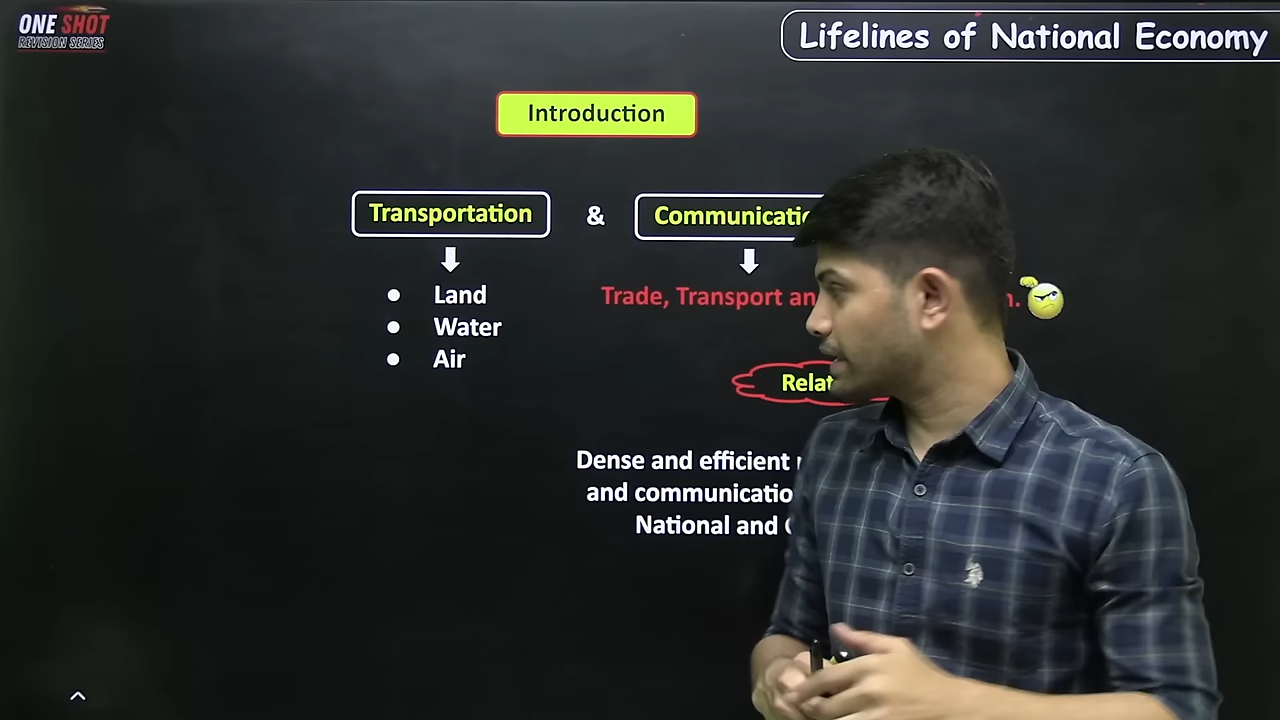 ONE SHOT
REVISION SERIES
Lifelines of National Economy
Introduction
Transportation & Communicatio
Land
Water
Air
Trade, Transport an
Relat
Dense and efficient
and communicatio
National and